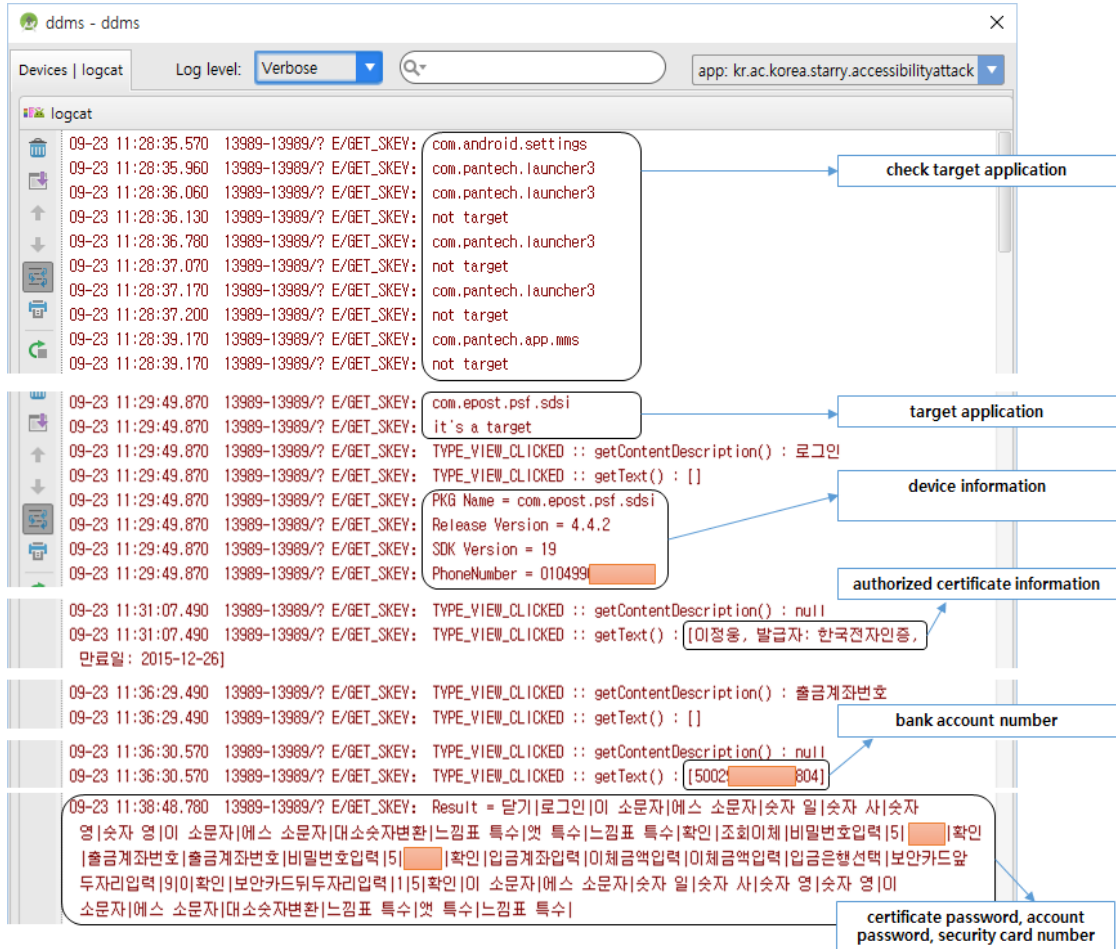 ddms - ddms
Devices | logcat Log level: Verbose app: kr.ac.korea.starry.accessibilityattack
logcat
09-23 11:28:35.570 13989-13989/? E/GET_SKEY: com.android.settings
09-23 11:28:35.960 13989-13989/? E/GET_SKEY: com.pantech.launcher3
check target application
09-23 11:28:36.060 13989-13989/? E/GET_SKEY: com.pantech.launcher3
09-23 11:28:36.130 13989-13989/? E/GET_SKEY: not target
09-23 11:28:36.780 13989-13989/? E/GET_SKEY: com.pantech.launcher3
09-23 11:28:37.070 13989-13989/? E/GET_SKEY: not target
09-23 11:28:37.170 13989-13989/? E/GET_SKEY: com.pantech.launcher3
09-23 11:28:37.200 13989-13989/? E/GET_SKEY: not target
09-23 11:28:39.170 13989-13989/? E/GET_SKEY: com.pantech.app.mms
09-23 11:28:39.170 13989-13989/? E/GET_SKEY: not target
09-23 11:29:49.870 13989-13989/? E/GET_SKEY: com.epost.psf.sdsi
target application
09-23 11:29:49.870 13989-13989/? E/GET_SKEY: it's a target
09-23 11:29:49.870 13989-13989/? E/GET_SKEY: TYPE_VIEW_CLICKED :: getContentDescription() : 로그인
09-23 11:29:49.870 13989-13989/? E/GET_SKEY: TYPE_VIEW_CLICKED :: getText() : []
device information
09-23 11:29:49.870 13989-13989/? E/GET_SKEY: PKG Name = com.epost.psf.sdsi
09-23 11:29:49.870 13989-13989/? E/GET_SKEY: Release Version = 4.4.2
09-23 11:29:49.870 13989-13989/? E/GET_SKEY: SDK Version = 19
09-23 11:29:49.870 13989-13989/? E/GET_SKEY: PhoneNumber = 010499
authorized certificate information
09-23 11:31:07.490 13989-13989/? E/GET_SKEY: TYPE_VIEW_CLICKED :: getContentDescription() : null
09-23 11:31:07.490 13989-13989/? E/GET_SKEY: TYPE_VIEW_CLICKED :: getText() : [이정웅, 발급자: 한국전자인증,
만료일: 2015-12-26]
09-23 11:36:29.490 13989-13989/? E/GET_SKEY: TYPE_VIEW_CLICKED :: getContentDescription() : 출금계좌번호
09-23 11:36:29.490 13989-13989/? E/GET_SKEY: TYPE_VIEW_CLICKED :: getText() : []
bank account number
09-23 11:36:30.570 13989-13989/? E/GET_SKEY: TYPE_VIEW_CLICKED :: getContentDescription() : null
09-23 11:36:30.570 13989-13989/? E/GET_SKEY: TYPE_VIEW_CLICKED :: getText() : [5002 804]
09-23 11:38:48.780 13989-13989/? E/GET_SKEY: Result = 닫기|로그인|이 소문자|에스 소문자|숫자 일|숫자 사|숫자
영|숫자 영|이 소문자|에스 소문자|대소숫자변환|느낌표 특수|앳 특수|느낌표 특수|확인|조회이체|비밀번호입력|5| |확인
|출금계좌번호|출금계좌번호|비밀번호입력|5| |확인|입금계좌입력|이체금액입력|이체금액입력|입금은행선택|보안카드앞
두자리입력|9|0|확인|보안카드뒤두자리입력|1|5|확인|이 소문자|에스 소문자|숫자 일|숫자 사|숫자 영|숫자 영|이
소문자|에스 소문자|대소숫자변환|느낌표 특수|앳 특수|느낌표 특수|
certificate password, account
password, security card number